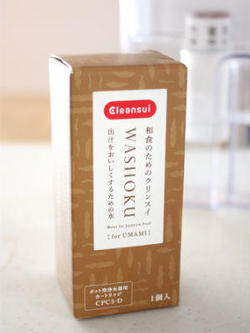 Cleansui
和食のためのクリンスイ
WASHOKU
出汁をおいしくするための水
Water for Japanese Food
[for UMAMI]
ポット型浄水器用
カートリッジ
CPC5-D
1個入